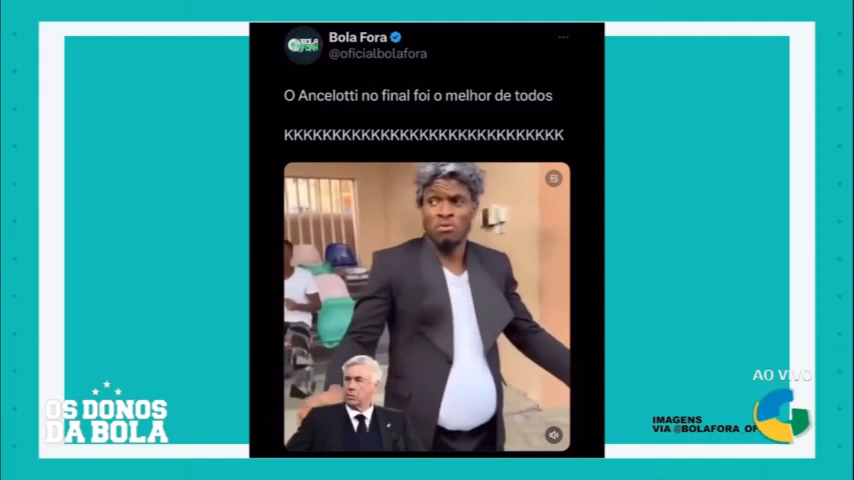 Bola Fora
@oficialbolafora
O Ancelotti no final foi o melhor de todos
KKKKKKKKKKKKKKKKKKKKKKKKKKKKK
AO VIVO
OS DONOS
DA BOLA
IMAGENS
VIA @BOLAFORA